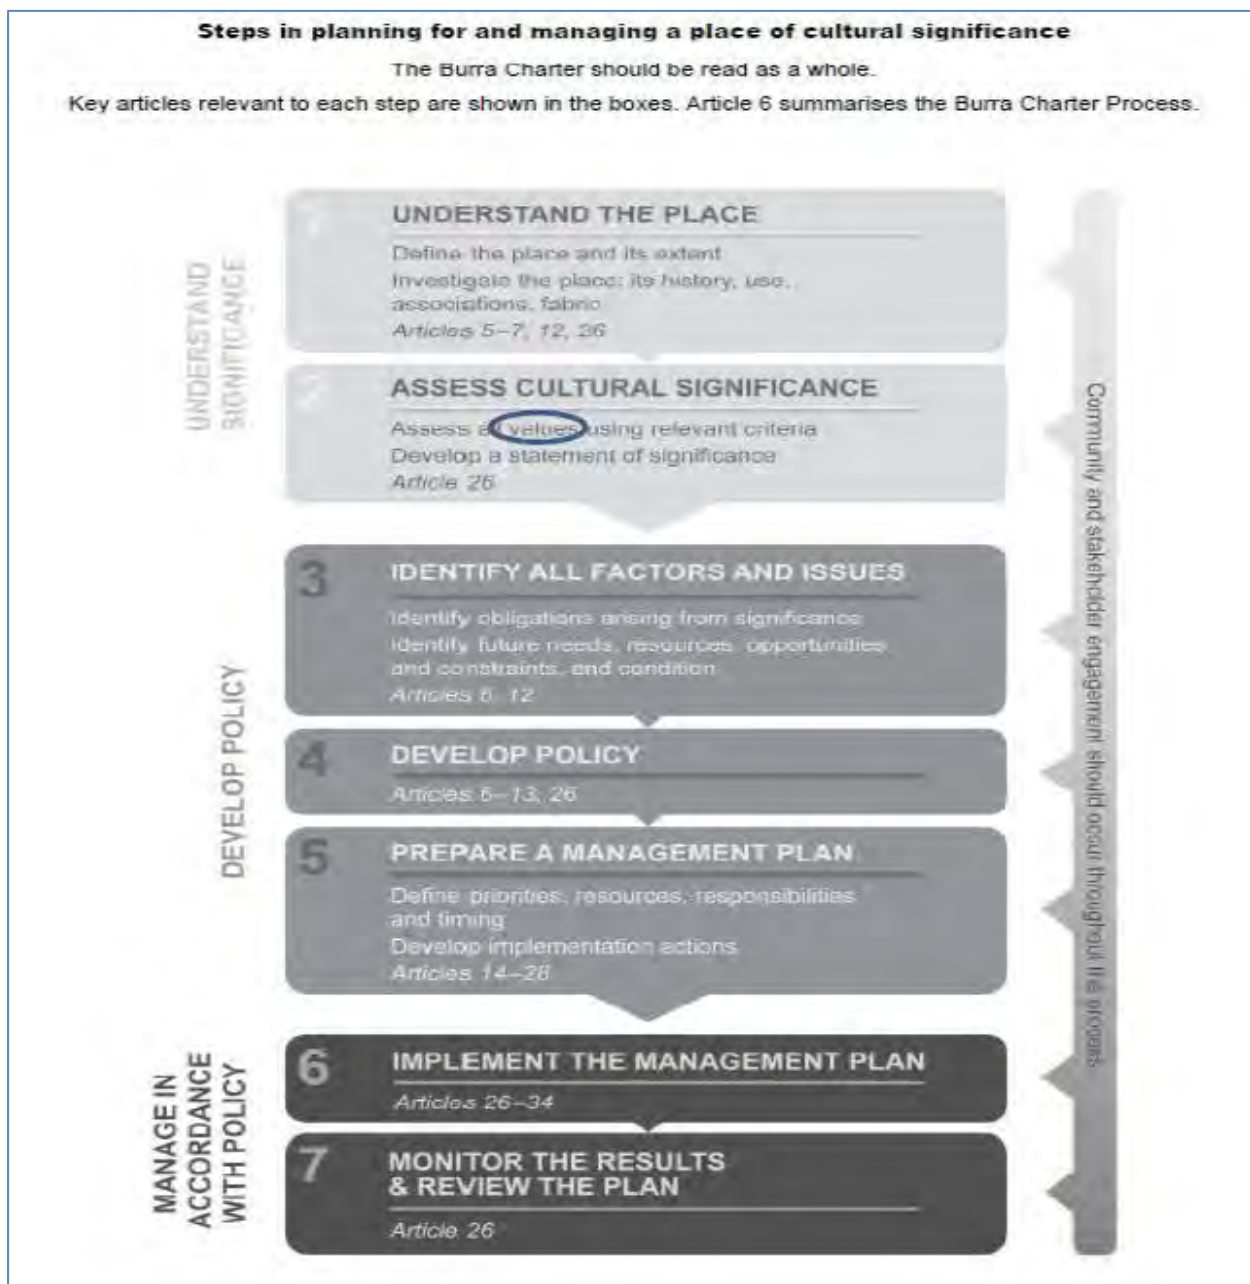 Steps in planning for and managing a place of cultural significance
The Burra Charter should be read as a whole.
Key articles relevant to each step are shown in the boxes. Article 6 summarises the Burra Charter Process.
UNDERSTAND
SIGNIFICANCE
1
UNDERSTAND THE PLACE
Define the place and its extent
Investigate the place: its history, use,
associations, fabric
Articles 5–7, 12, 26
2
ASSESS CULTURAL SIGNIFICANCE
Assess all values using relevant criteria
Develop a statement of significance
Article 26
DEVELOP POLICY
3
IDENTIFY ALL FACTORS AND ISSUES
Identify obligations arising from significance
Identify future needs, resources, opportunities
and constraints, and condition
Articles 6, 12
4
DEVELOP POLICY
Articles 6–13, 26
5
PREPARE A MANAGEMENT PLAN
Define priorities, resources, responsibilities
and timing
Develop implementation actions
Articles 14–28
MANAGE IN
ACCORDANCE
WITH POLICY
6
IMPLEMENT THE MANAGEMENT PLAN
Articles 26–34
7
MONITOR THE RESULTS
& REVIEW THE PLAN
Article 26
Community and stakeholder engagement should occur throughout the process